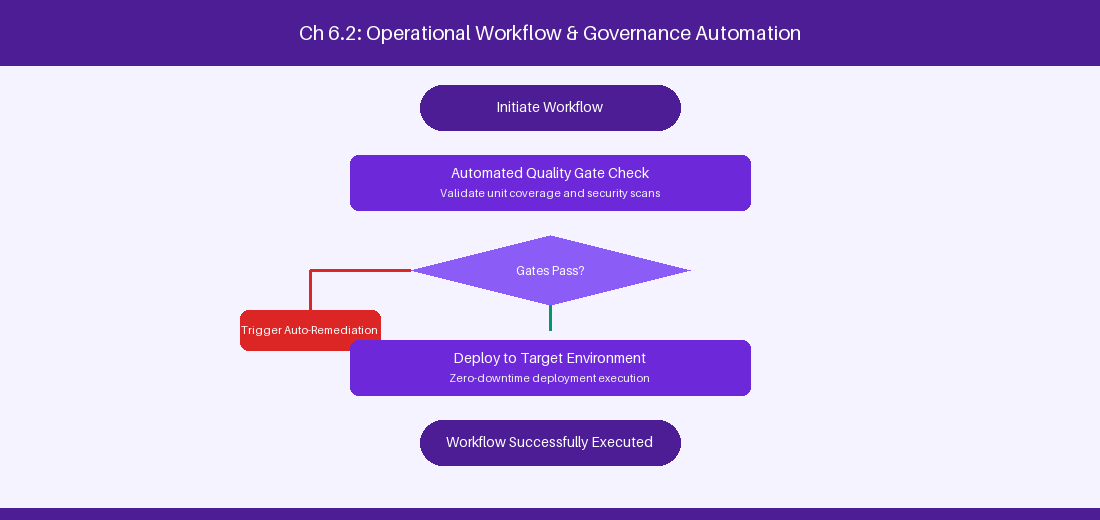 Ch 6.2: Operational Workflow & Governance Automation
Initiate Workflow
Automated Quality Gate Check
Validate unit coverage and security scans
Gates Pass?
Trigger Auto-Remediation
Deploy to Target Environment
Zero-downtime deployment execution
Workflow Successfully Executed